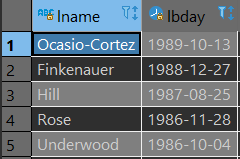 ABC lname lbday
1 Ocasio-Cortez 1989-10-13
2 Finkenauer 1988-12-27
3 Hill 1987-08-25
4 Rose 1986-11-28
5 Underwood 1986-10-04